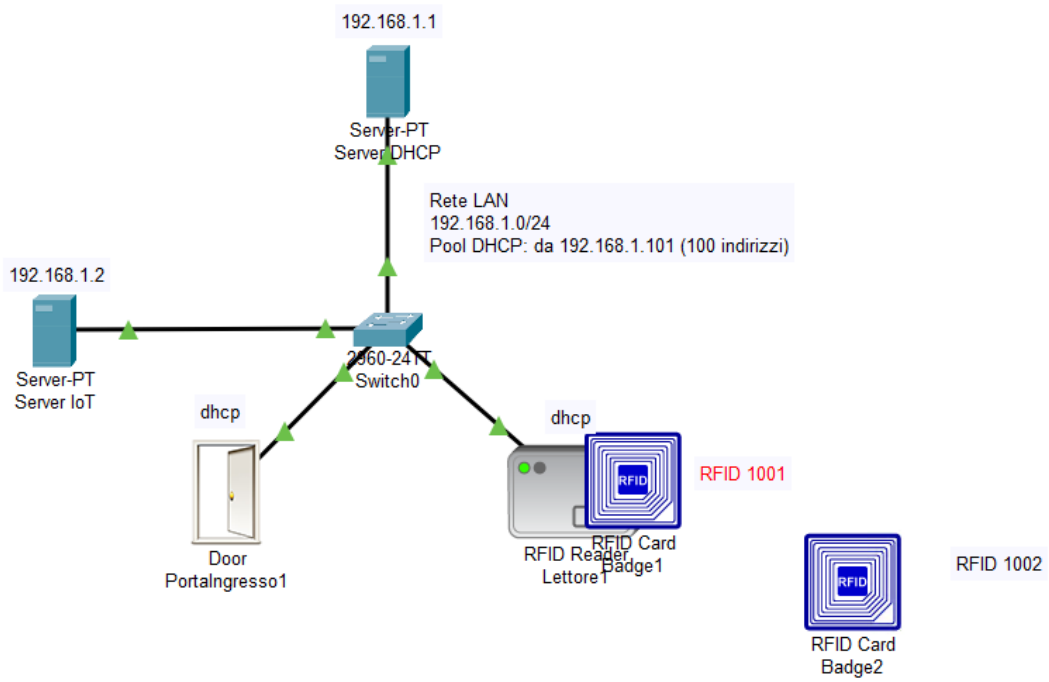 192.168.1.1
Server-PT
Server DHCP
Rete LAN
192.168.1.0/24
Pool DHCP: da 192.168.1.101 (100 indirizzi)
192.168.1.2
Server-PT
Server IoT
2960-24TT
Switch0
dhcp
Door
PortaIngresso1
dhcp
RFID Reader
Lettore1
RFID
RFID Card
Badge1
RFID 1001
RFID
RFID Card
Badge2
RFID 1002